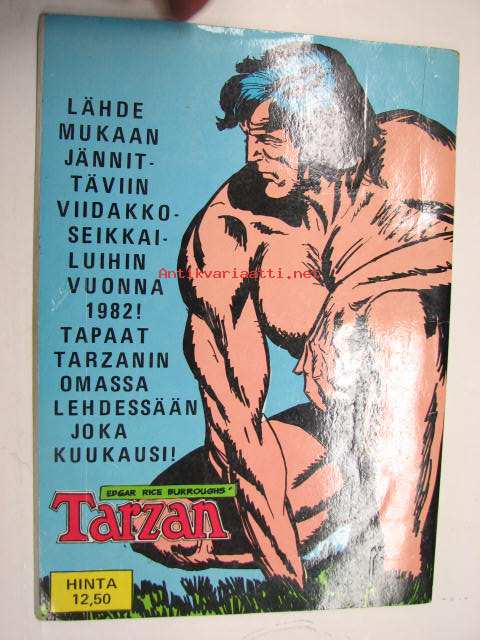 LÄHDE
MUKAAN
JÄNNIT-
TÄVIIN
VIIDAKKO-
SEIKKAI-
LUIHIN
Antikvariaatti.net
VUONNA
1982!
TAPAAT
TARZANIN
OMASSA
LEHDESSÄÄN
JOKA
KUUKAUSI!
EDGAR RICE BURROUGHS'
Tarzan
HINTA
12,50